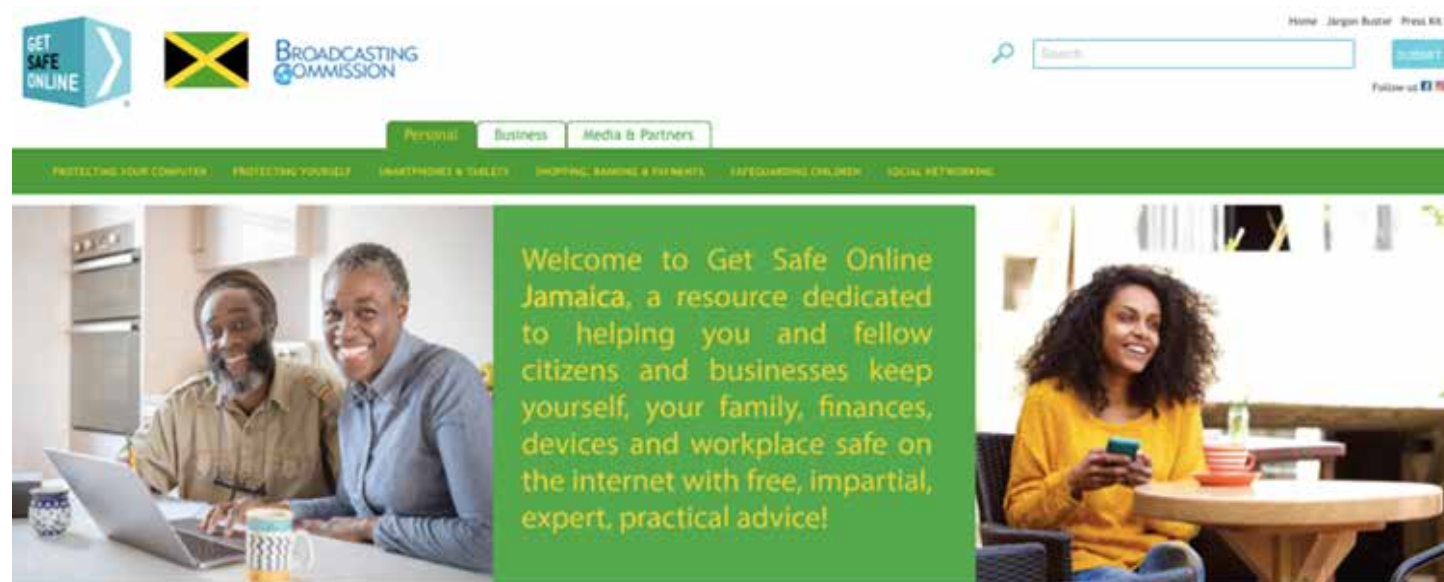 GET
SAFE
ONLINE
BROADCASTING
COMMISSION
Home Jargon Buster Press Kit
Search
SUBMIT
Follow us
Personal Business Media & Partners
PROTECTING YOUR COMPUTER PROTECTING YOURSELF SMARTPHONES & TABLETS SHOPPING, BANKING & PAYMENTS SAFEGUARDING CHILDREN SOCIAL NETWORKING
Welcome to Get Safe Online
Jamaica, a resource dedicated
to helping you and fellow
citizens and businesses keep
yourself, your family, finances,
devices and workplace safe on
the internet with free, impartial,
expert, practical advice!